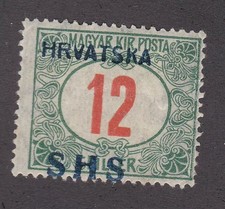 HRVATSKA
MAGYAR KIR. POSTA
12
SHS